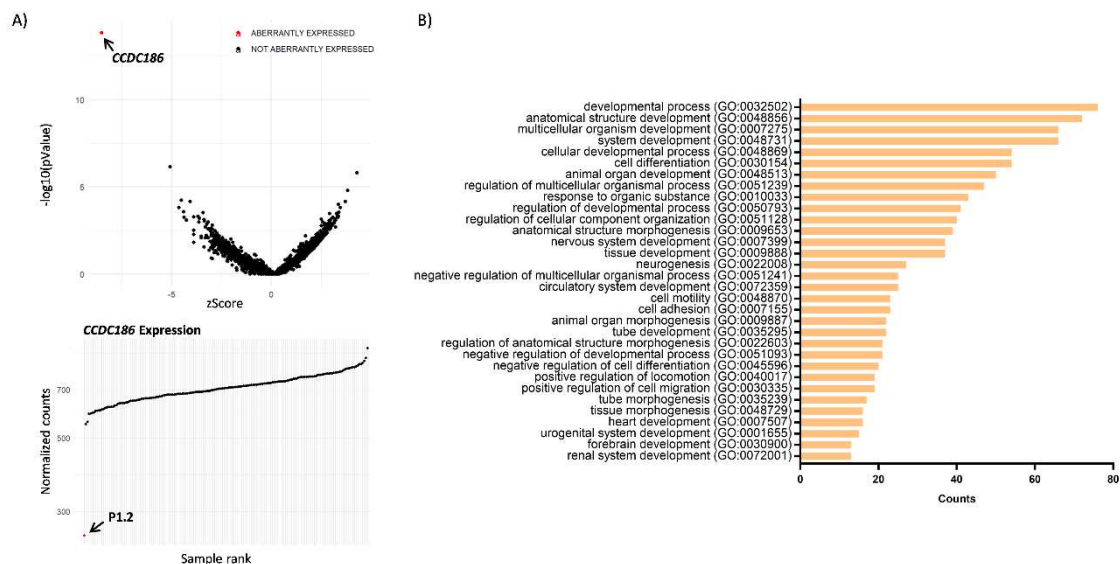 A)
CCDC186
ABERRANTLY EXPRESSED
NOT ABERRANTLY EXPRESSED
10
5
0
-log10(pValue)
-5
0
zScore
CCDC186 Expression
700
500
300
Normalized counts
P1.2
Sample rank
B)
developmental process (GO:0032502)
anatomical structure development (GO:0048856)
multicellular organism development (GO:0007275)
system development (GO:0048731)
cellular developmental process (GO:0048869)
cell differentiation (GO:0030154)
animal organ development (GO:0048513)
regulation of multicellular organismal process (GO:0051239)
response to organic substance (GO:0010033)
regulation of developmental process (GO:0050793)
regulation of cellular component organization (GO:0051128)
anatomical structure morphogenesis (GO:0009653)
nervous system development (GO:0007399)
tissue development (GO:0009888)
neurogenesis (GO:0022008)
negative regulation of multicellular organismal process (GO:0051241)
circulatory system development (GO:0072359)
cell motility (GO:0048870)
cell adhesion (GO:0007155)
animal organ morphogenesis (GO:0009887)
tube development (GO:0035295)
regulation of anatomical structure morphogenesis (GO:0022603)
negative regulation of developmental process (GO:0051093)
negative regulation of cell differentiation (GO:0045596)
positive regulation of locomotion (GO:0040017)
positive regulation of cell migration (GO:0030335)
tube morphogenesis (GO:0035239)
tissue morphogenesis (GO:0048729)
heart development (GO:0007507)
urogenital system development (GO:0001655)
forebrain development (GO:0030900)
renal system development (GO:0072001)
0
20
40
60
80
Counts